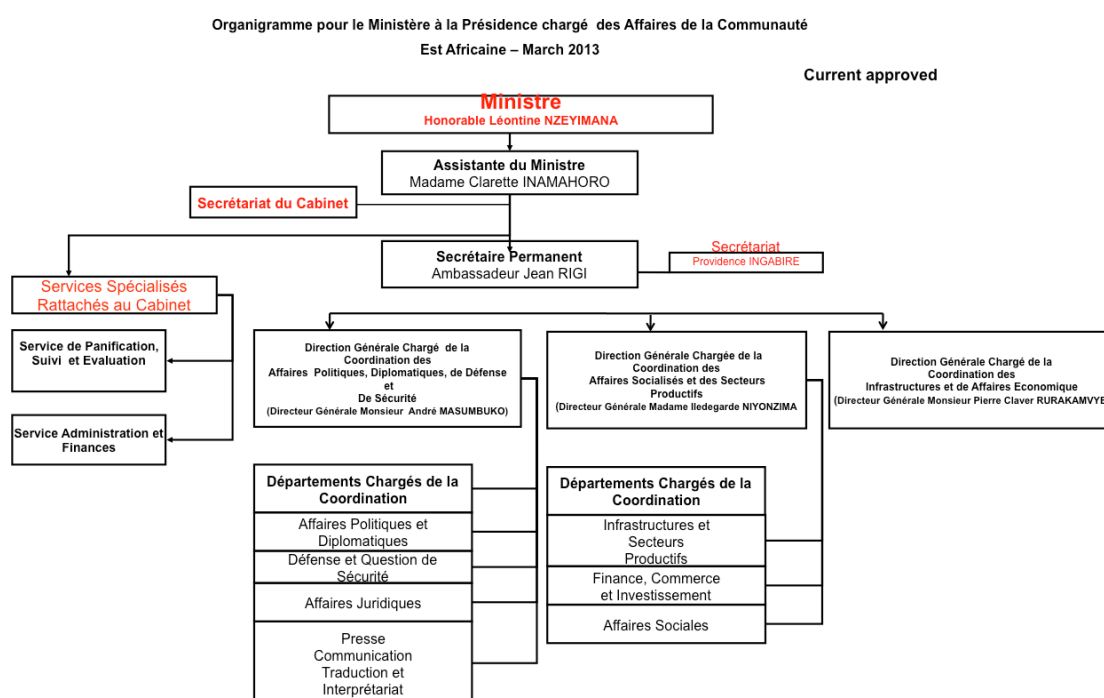 Organigramme pour le Ministère à la Présidence chargé des Affaires de la Communauté
Est Africaine – March 2013
Current approved
Ministre
Honorable Léontine NZEYIMANA
Assistante du Ministre
Madame Clarette INAMAHORO
Secrétariat du Cabinet
Secrétaire Permanent
Ambassadeur Jean RIGI
Secrétariat
Providence INGABIRE
Services Spécialisés
Rattachés au Cabinet
Service de Panification,
Suivi et Evaluation
Service Administration et
Finances
Direction Générale Chargé de la
Coordination des
Affaires Politiques, Diplomatiques, de Défense
et
De Sécurité
(Directeur Générale Monsieur André MASUMBUKO)
Direction Générale Chargée de la
Coordination des
Affaires Socialisés et des Secteurs
Productifs
(Directeur Générale Madame Iledegarde NIYONZIMA
Direction Générale Chargé de la
Coordination des
Infrastructures et de Affaires Economique
(Directeur Générale Monsieur Pierre Claver RURAKAMVYE
Départements Chargés de la
Coordination
Affaires Politiques et
Diplomatiques
Défense et Question de
Sécurité
Affaires Juridiques
Presse
Communication
Traduction et
Interprétariat
Départements Chargés de la
Coordination
Infrastructures et
Secteurs
Productifs
Finance, Commerce
et Investissement
Affaires Sociales